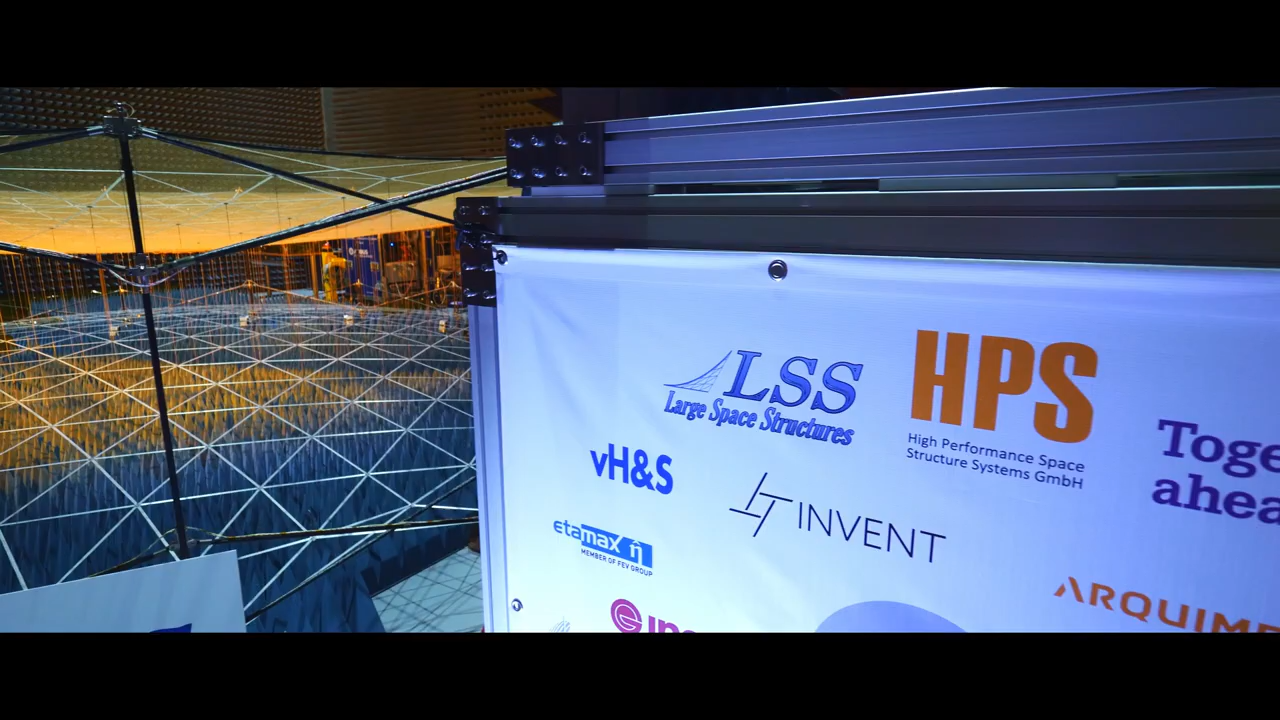 LSS
Large Space Structures
HPS
High Performance Space
Structure Systems GmbH
Toge
ahea
vH&S
INVENT
etamax
MEMBER OF FEV GROUP
ARQUIM